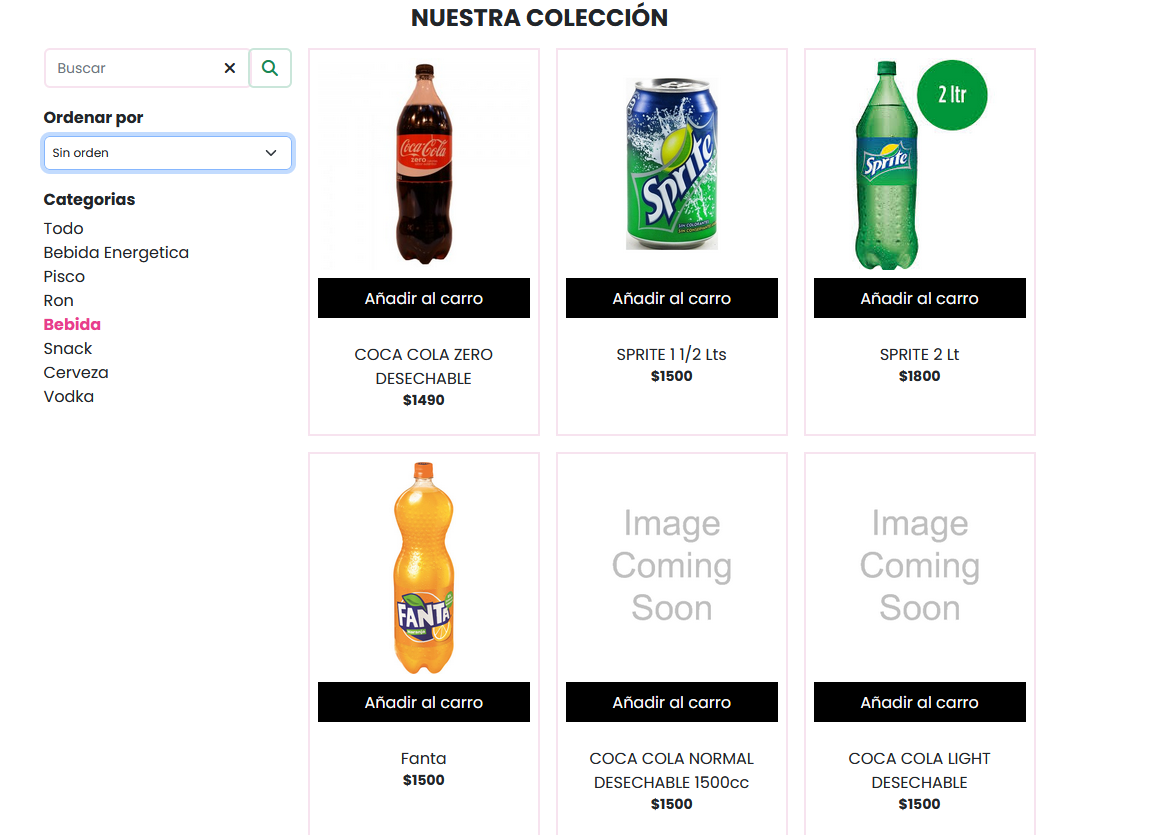 NUESTRA COLECCIÓN
Buscar
Ordenar por
Sin orden
Categorias
Todo
Bebida Energetica
Pisco
Ron
Bebida
Snack
Cerveza
Vodka
Coca-Cola
zero
Añadir al carro
COCA COLA ZERO
DESECHABLE
$1490
Sprite
SIN COLORANTES
Añadir al carro
SPRITE 1 1/2 Lts
$1500
2 ltr
Sprite
Añadir al carro
SPRITE 2 Lt
$1800
FANTA
Naranja
Añadir al carro
Fanta
$1500
Image
Coming
Soon
Añadir al carro
COCA COLA NORMAL
DESECHABLE 1500cc
$1500
Image
Coming
Soon
Añadir al carro
COCA COLA LIGHT
DESECHABLE
$1500